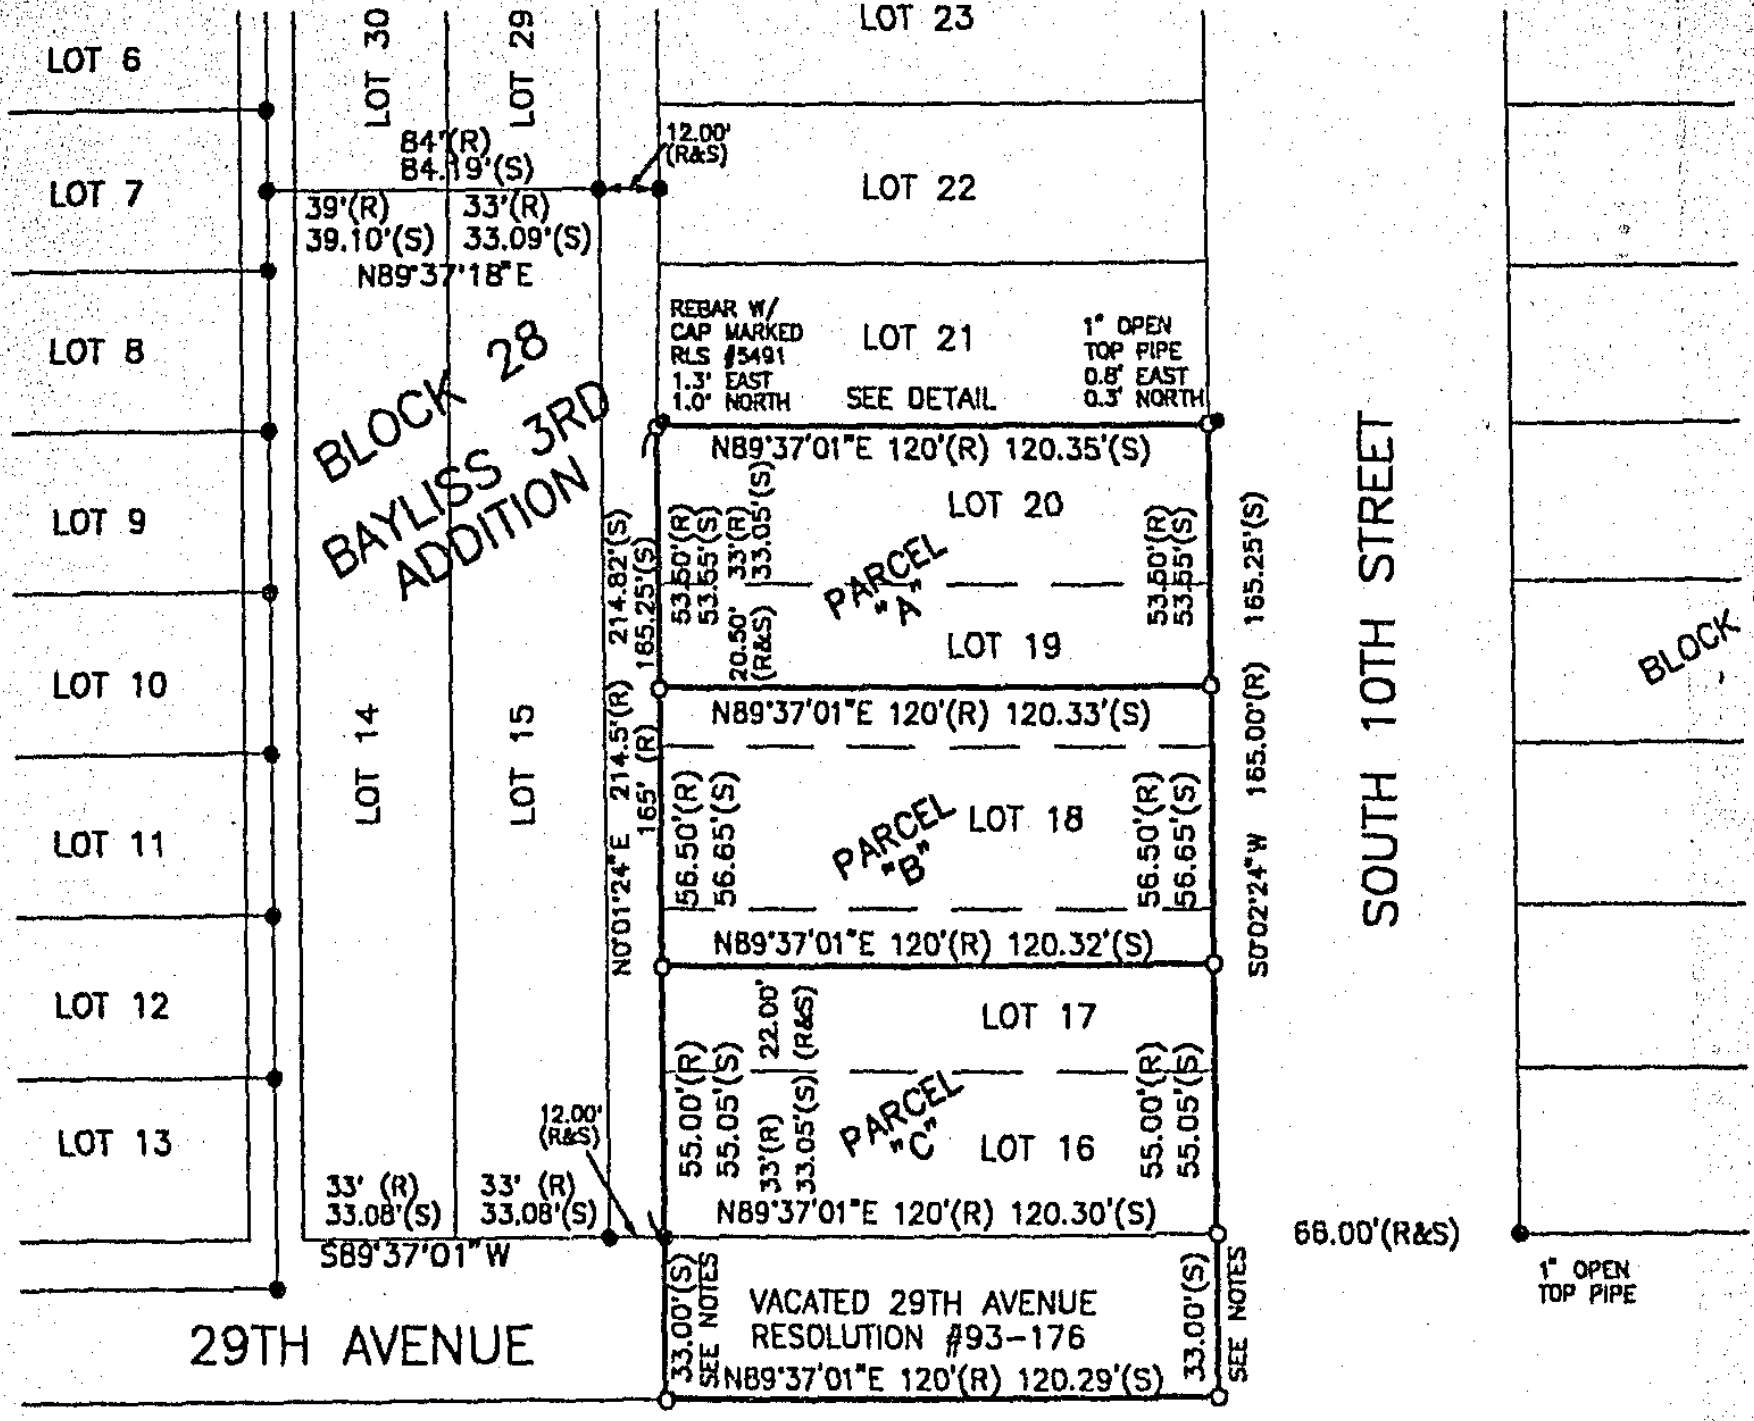 LOT 6
LOT 7
LOT 8
LOT 9
LOT 10
LOT 11
LOT 12
LOT 13
LOT 30
LOT 29
84'(R)
84.19'(S)
39'(R)
39.10'(S)
33'(R)
33.09'(S)
N89°37'18"E
12.00'
(R&S)
BLOCK 28
BAYLISS 3RD
ADDITION
LOT 14
LOT 15
33' (R)
33.08'(S)
33' (R)
33.08'(S)
S89°37'01"W
12.00'
(R&S)
29TH AVENUE
N0°01'24"E 214.5'(R) 214.82'(S)
165' (R) 165.25'(S)
LOT 23
LOT 22
REBAR W/
CAP MARKED
RLS #5491
1.3' EAST
1.0' NORTH
LOT 21
SEE DETAIL
1" OPEN
TOP PIPE
0.8' EAST
0.3' NORTH
N89°37'01"E 120'(R) 120.35'(S)
LOT 20
53.50'(R)
53.55'(S)
33'(R)
33.05'(S)
20.50'
(R&S)
PARCEL
"A"
53.50'(R)
53.55'(S)
LOT 19
N89°37'01"E 120'(R) 120.33'(S)
56.50'(R)
56.65'(S)
PARCEL
"B"
LOT 18
56.50'(R)
56.65'(S)
N89°37'01"E 120'(R) 120.32'(S)
LOT 17
22.00'
(R&S)
55.00'(R)
55.05'(S)
33'(R)
33.05'(S)
PARCEL
"C"
LOT 16
55.00'(R)
55.05'(S)
N89°37'01"E 120'(R) 120.30'(S)
33.00'(S)
SEE NOTES
VACATED 29TH AVENUE
RESOLUTION #93-176
N89°37'01"E 120'(R) 120.29'(S)
33.00'(S)
SEE NOTES
S0°02'24"W 165.00'(R) 165.25'(S)
SOUTH 10TH STREET
66.00'(R&S)
1" OPEN
TOP PIPE
BLOCK